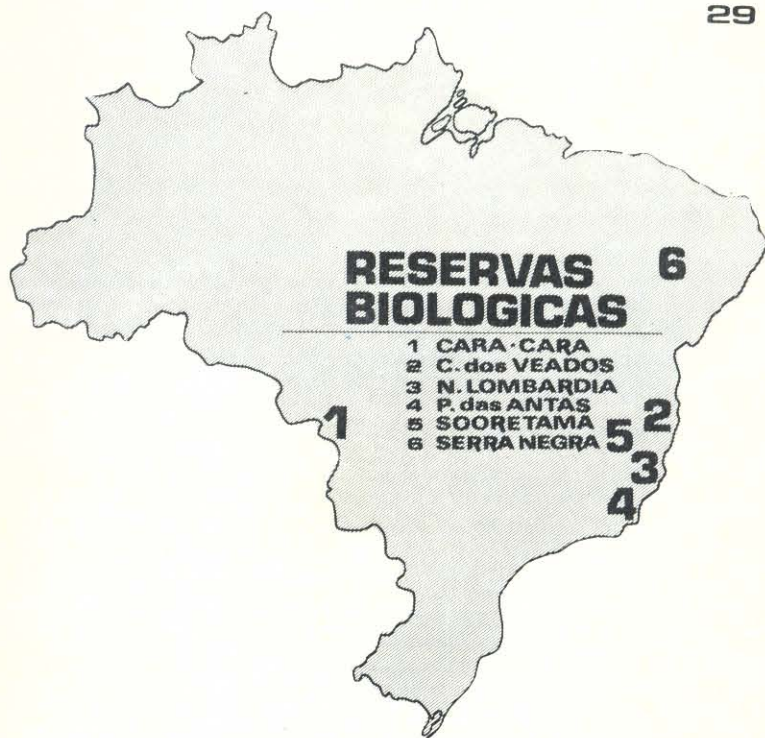 29
RESERVAS
BIOLOGICAS
6
1 CARA-CARA
2 C. dos VEADOS
3 N. LOMBARDIA
4 P. das ANTAS
5 SOORETAMA
6 SERRA NEGRA
1
2
5
3
4